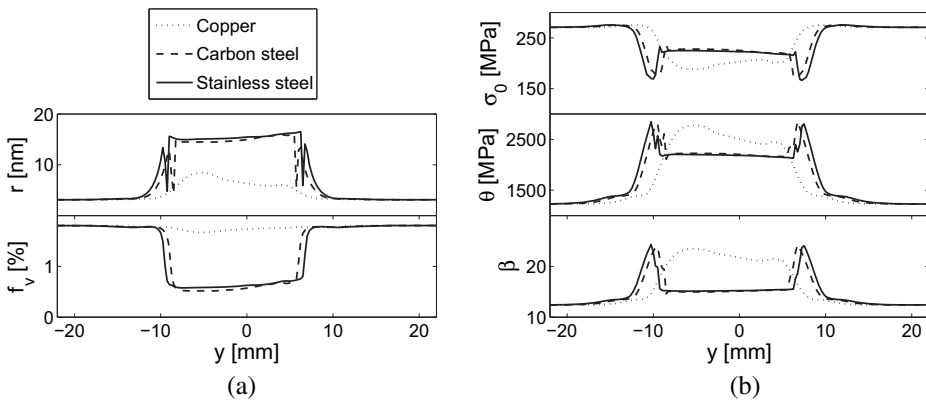 Copper
Carbon steel
Stainless steel
20
10
r [nm]
1
0
f_v [%]
−20 −10 0 10 20
y [mm]
(a)
250
100
σ_0 [MPa]
2500
1500
θ [MPa]
20
10
β
−20 −10 0 10 20
y [mm]
(b)